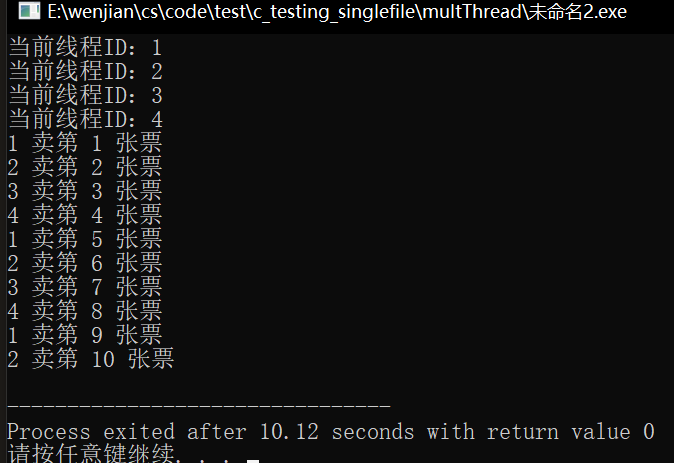 E:\wenjian\cs\code\test\c_testing_singlefile\multThread\未命名2.exe
当前线程ID：1
当前线程ID：2
当前线程ID：3
当前线程ID：4
1 卖第 1 张票
2 卖第 2 张票
3 卖第 3 张票
4 卖第 4 张票
1 卖第 5 张票
2 卖第 6 张票
3 卖第 7 张票
4 卖第 8 张票
1 卖第 9 张票
2 卖第 10 张票
--------------------------------
Process exited after 10.12 seconds with return value 0
请按任意键继续. . .